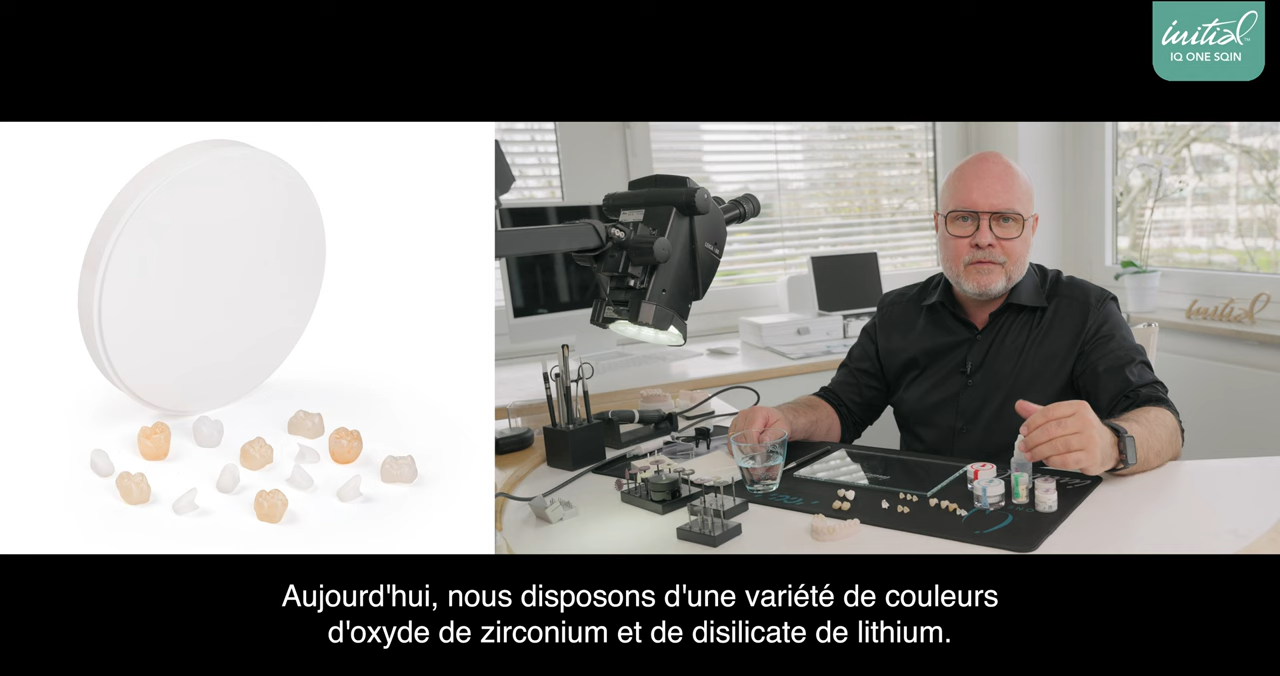 initial™
IQ ONE SQIN
initial
Aujourd'hui, nous disposons d'une variété de couleurs
d'oxyde de zirconium et de disilicate de lithium.